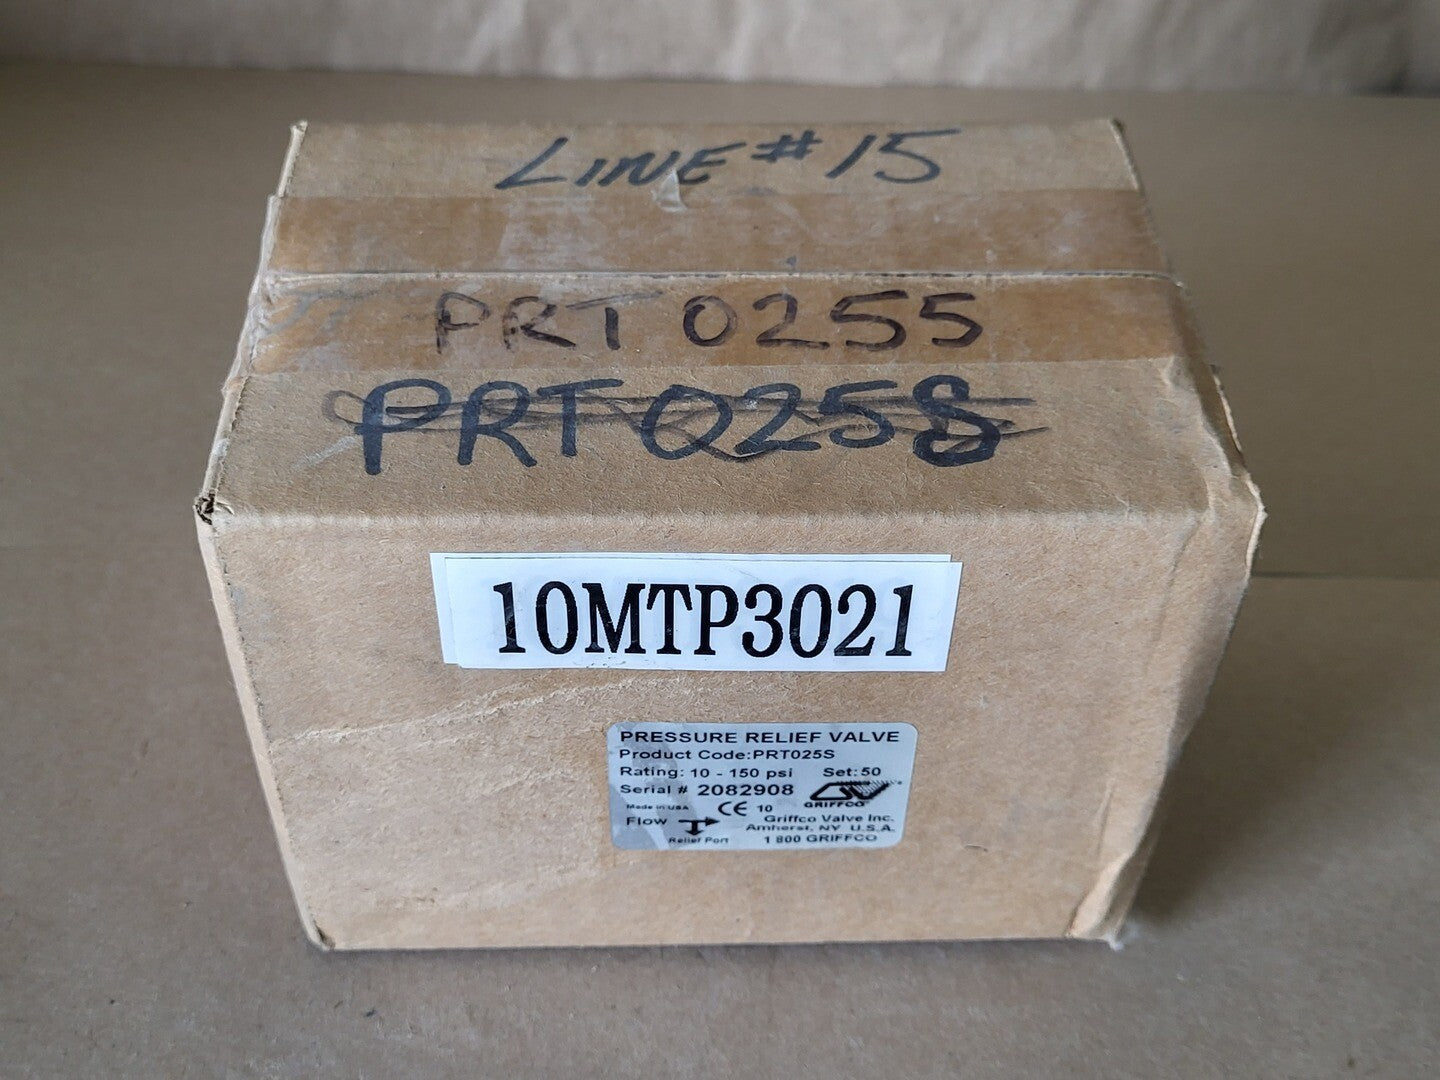 LINE #15
PRT 0255
PRT025S
10MTP3021
PRESSURE RELIEF VALVE
Product Code:PRT025S
Rating: 10 - 150 psi Set:50
Serial # 2082908
GRIFFCO
Made in USA CE 10
Flow Griffco Valve Inc.
Amherst, NY U.S.A.
Relief Port 1 800 GRIFFCO